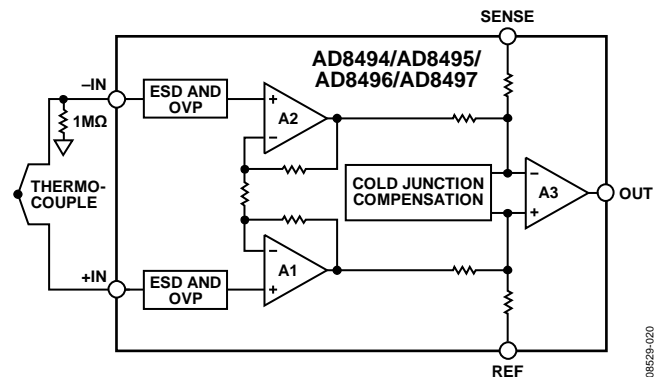 SENSE
AD8494/AD8495/
AD8496/AD8497
–IN
ESD AND
OVP
+
A2
–
1MΩ
THERMO-
COUPLE
COLD JUNCTION
COMPENSATION
–
A3
+
OUT
–
A1
+
+IN
ESD AND
OVP
REF
08529-020